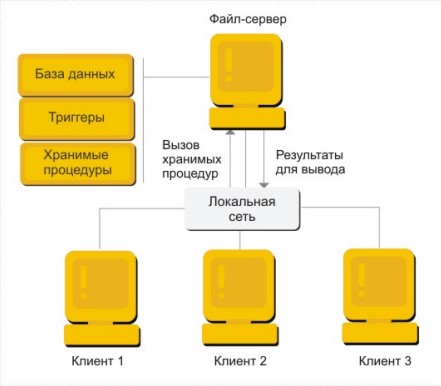 Файл-сервер
База данных
Триггеры
Хранимые
процедуры
Вызов
хранимых
процедур
Результаты
для вывода
Локальная
сеть
Клиент 1
Клиент 2
Клиент 3